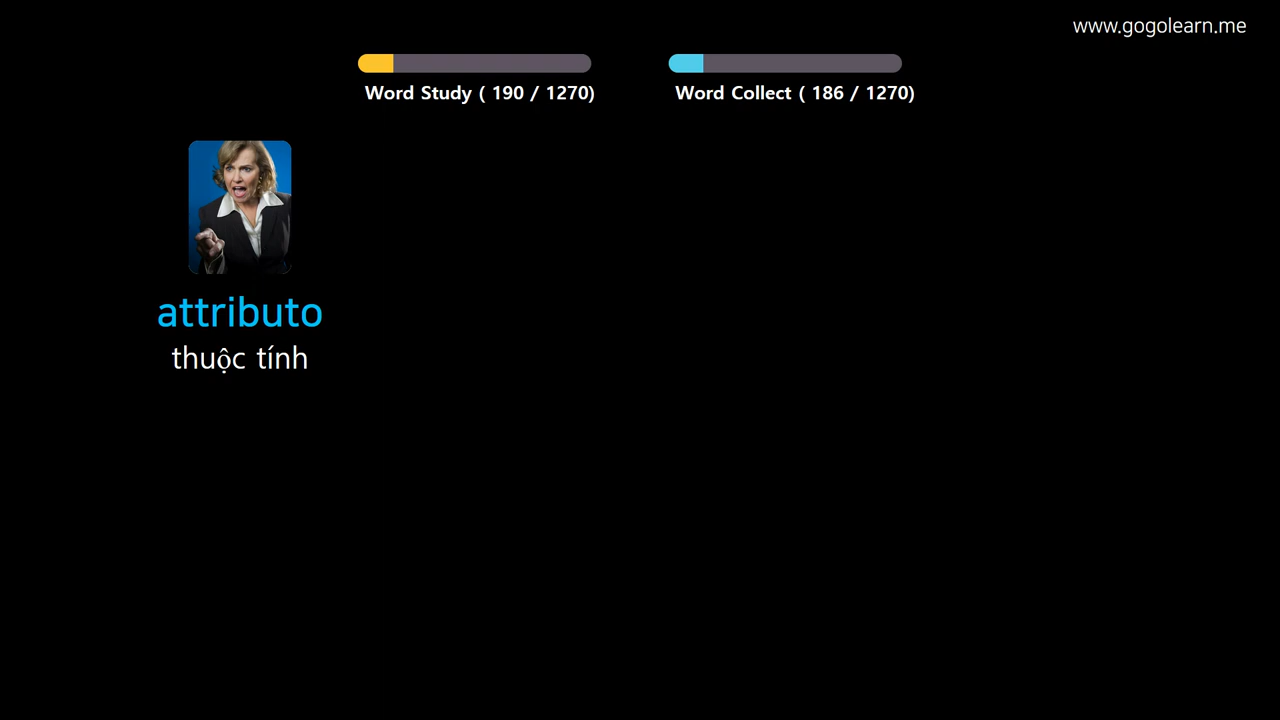 www.gogolearn.me
Word Study ( 190 / 1270)
Word Collect ( 186 / 1270)
attributo
thuộc tính